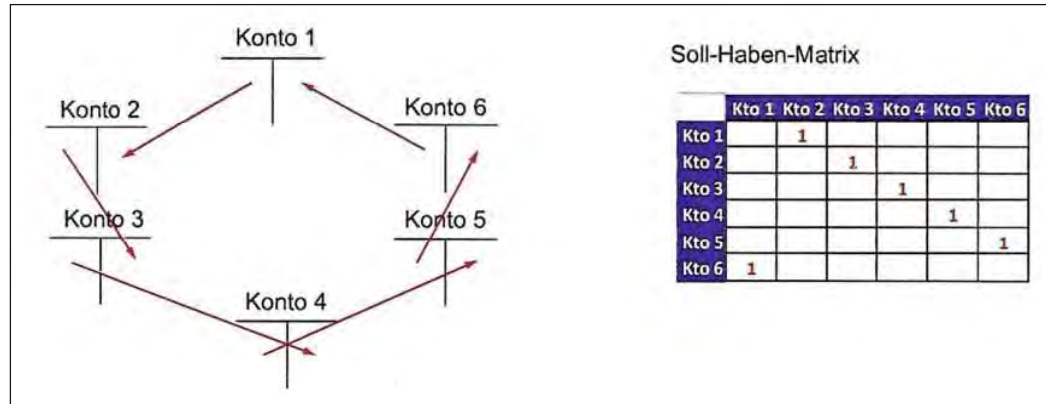 Konto 1
Konto 2
Konto 6
Konto 3
Konto 5
Konto 4
Soll-Haben-Matrix
Kto 1 Kto 2 Kto 3 Kto 4 Kto 5 Kto 6
Kto 1 1
Kto 2 1
Kto 3 1
Kto 4 1
Kto 5 1
Kto 6 1